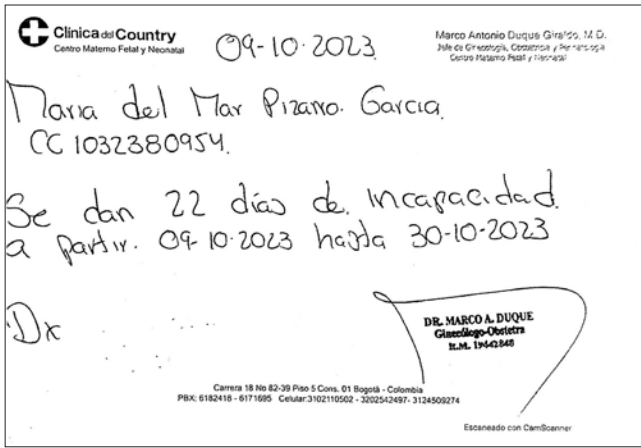 Clínica del Country
Centro Materno Fetal y Neonatal
09-10-2023
Marco Antonio Duque Giraldo, M.D.
Jefe de Ginecología, Obstetricia y Perinatología
Centro Materno Fetal y Neonatal
Maria del Mar Pizarro Garcia.
CC 1032380954.
Se dan 22 días de incapacidad
a partir. 09-10-2023 hasta 30-10-2023
Dx
DR. MARCO A. DUQUE
Ginecólogo-Obstetra
R.M. 19442848
Carrera 18 No 82-39 Piso 5 Cons. 01 Bogotá - Colombia
PBX: 6182418 - 6171695 Celular:3102110502 - 3202542497- 3124509274
Escaneado con CamScanner